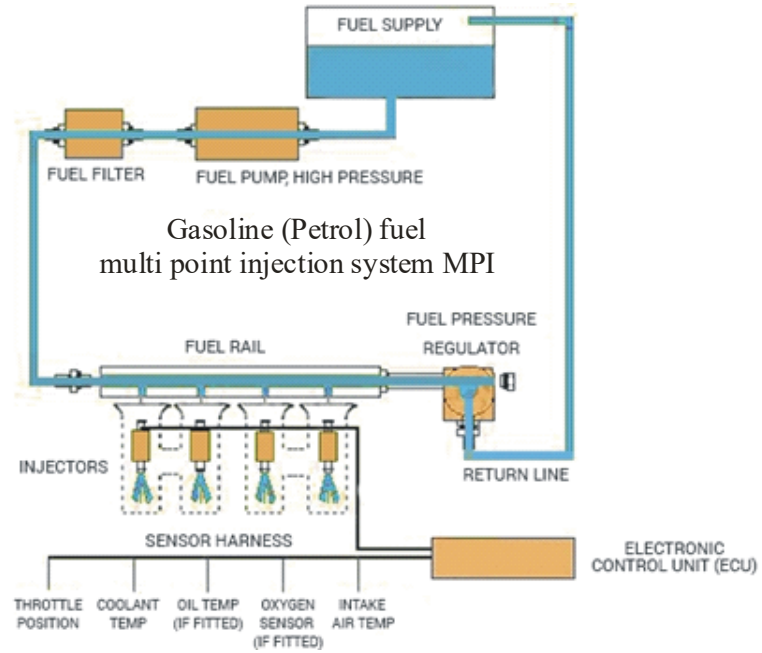 FUEL SUPPLY
FUEL FILTER
FUEL PUMP, HIGH PRESSURE
Gasoline (Petrol) fuel
multi point injection system MPI
FUEL PRESSURE
REGULATOR
FUEL RAIL
INJECTORS
RETURN LINE
SENSOR HARNESS
ELECTRONIC
CONTROL UNIT (ECU)
THROTTLE
POSITION
COOLANT
TEMP
OIL TEMP
(IF FITTED)
OXYGEN
SENSOR
(IF FITTED)
INTAKE
AIR TEMP